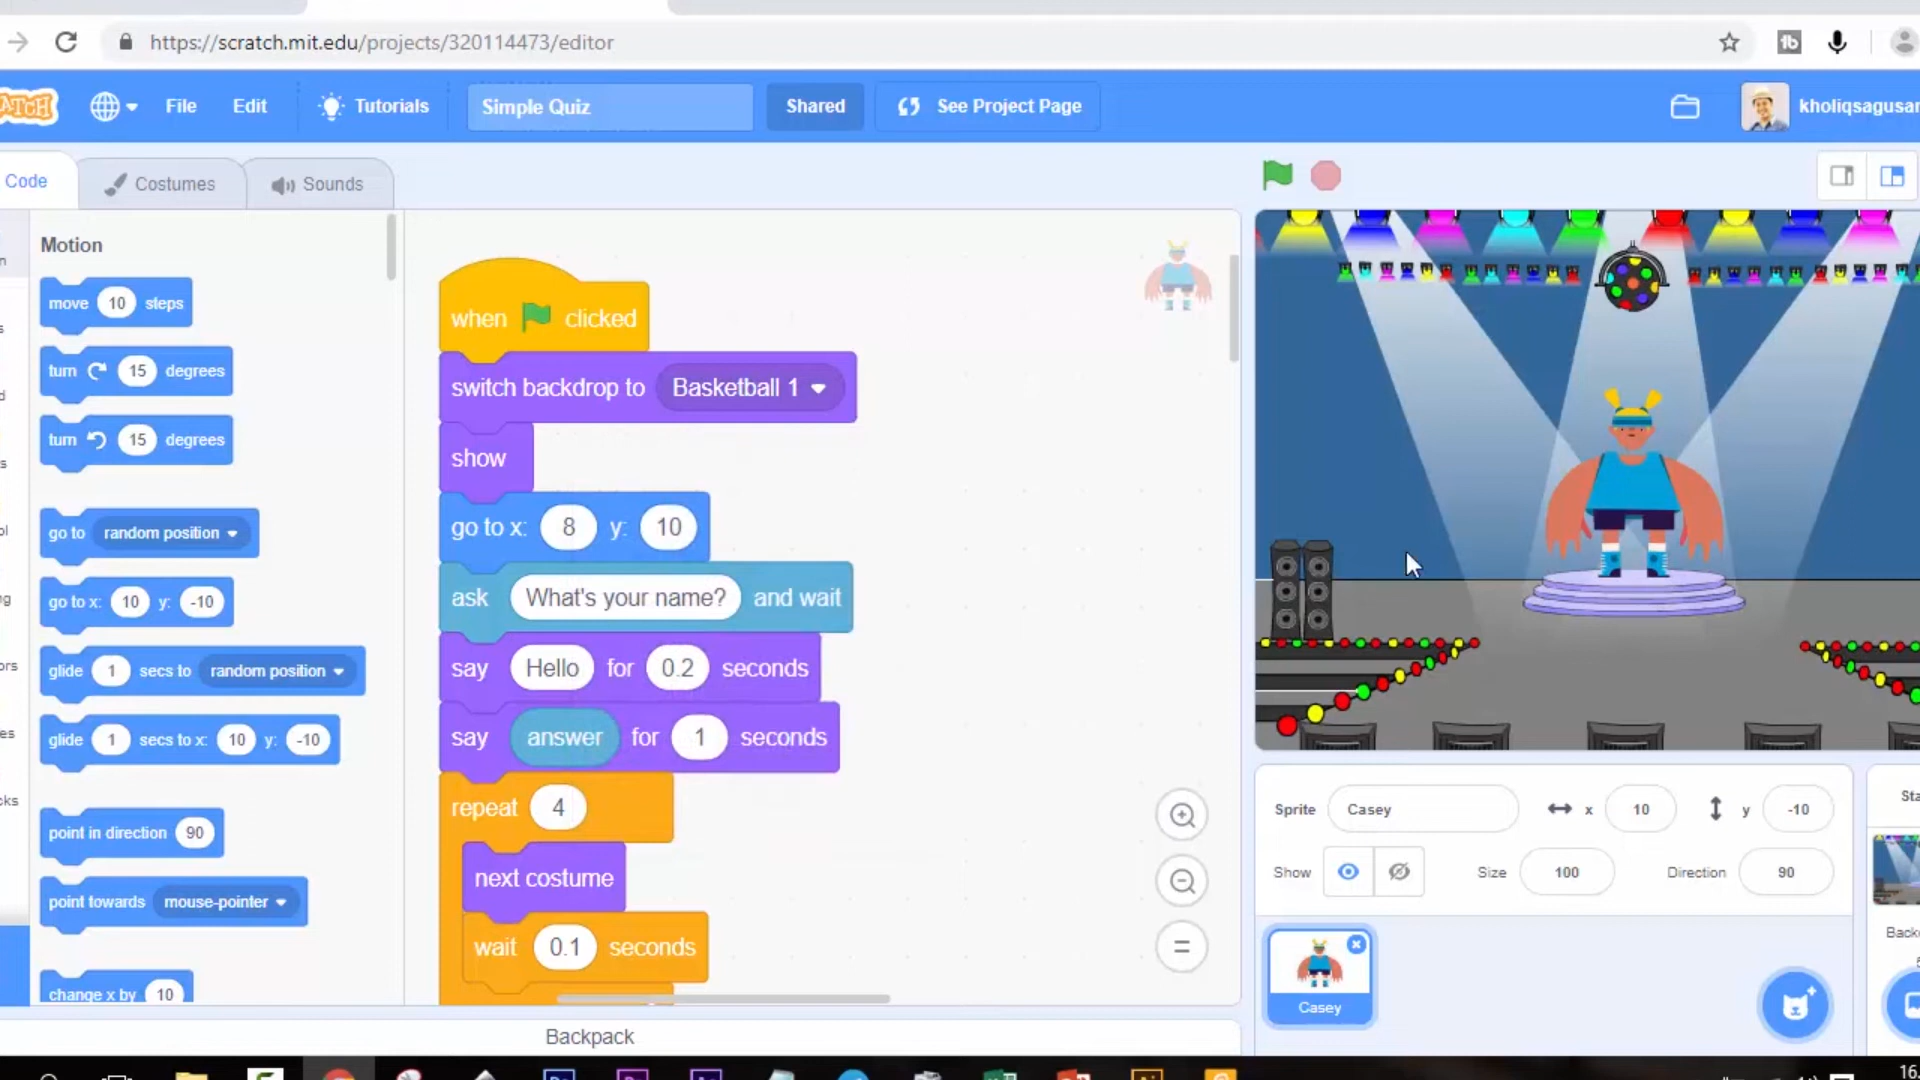 https://scratch.mit.edu/projects/320114473/editor
File Edit Tutorials Simple Quiz Shared See Project Page kholiqsagusar
Code Costumes Sounds
Motion
move 10 steps
turn 15 degrees
turn 15 degrees
go to random position
go to x: 10 y: -10
glide 1 secs to random position
glide 1 secs to x: 10 y: -10
point in direction 90
point towards mouse-pointer
change x by 10
when clicked
switch backdrop to Basketball 1
show
go to x: 8 y: 10
ask What's your name? and wait
say Hello for 0.2 seconds
say answer for 1 seconds
repeat 4
next costume
wait 0.1 seconds
Backpack
Sprite Casey x 10 y -10
Show Size 100 Direction 90
Casey